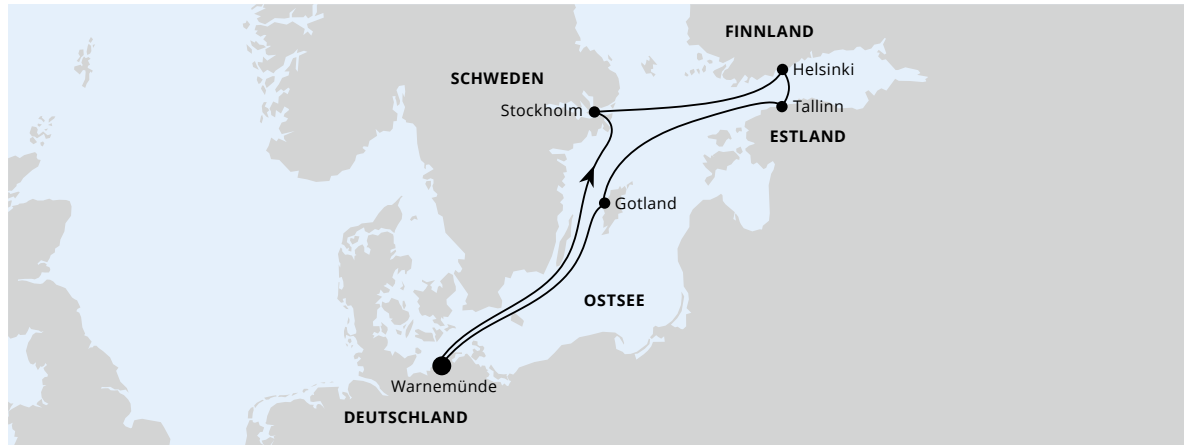 FINNLAND
Helsinki
SCHWEDEN
Stockholm
Tallinn
ESTLAND
Gotland
OSTSEE
Warnemünde
DEUTSCHLAND